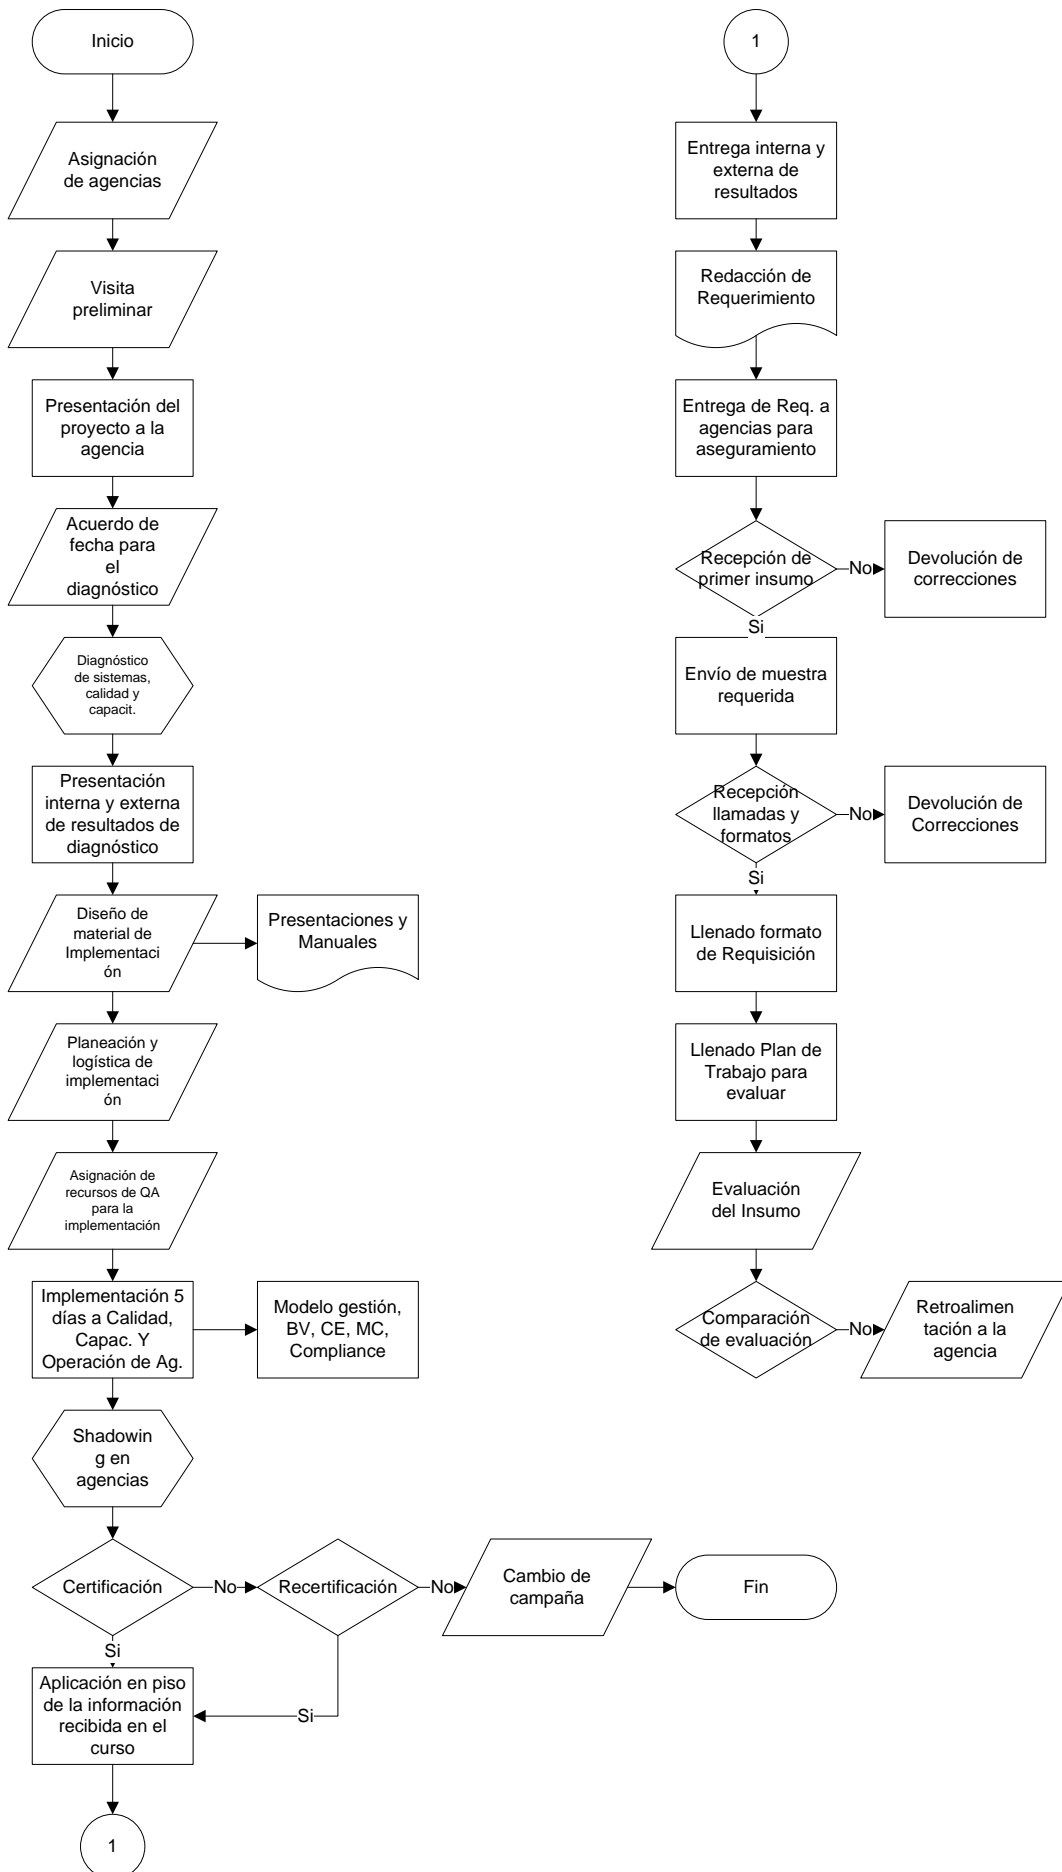 Inicio
Asignación
de agencias
Visita
preliminar
Presentación del
proyecto a la
agencia
Acuerdo de
fecha para
el
diagnóstico
Diagnóstico
de sistemas,
calidad y
capacit.
Presentación
interna y externa
de resultados de
diagnóstico
Diseño de
material de
Implementaci
ón
Presentaciones y
Manuales
Planeación y
logística de
implementaci
ón
Asignación de
recursos de QA
para la
implementación
Implementación 5
días a Calidad,
Capac. Y
Operación de Ag.
Modelo gestión,
BV, CE, MC,
Compliance
Shadowin
g en
agencias
Certificación
No
Recertificación
No
Cambio de
campaña
Fin
Si
Si
Aplicación en piso
de la información
recibida en el
curso
1
1
Entrega interna y
externa de
resultados
Redacción de
Requerimiento
Entrega de Req. a
agencias para
aseguramiento
Recepción de
primer insumo
No
Devolución de
correcciones
Si
Envío de muestra
requerida
Recepción
llamadas y
formatos
No
Devolución de
Correcciones
Si
Llenado formato
de Requisición
Llenado Plan de
Trabajo para
evaluar
Evaluación
del Insumo
Comparación
de evaluación
No
Retroalimen
tación a la
agencia